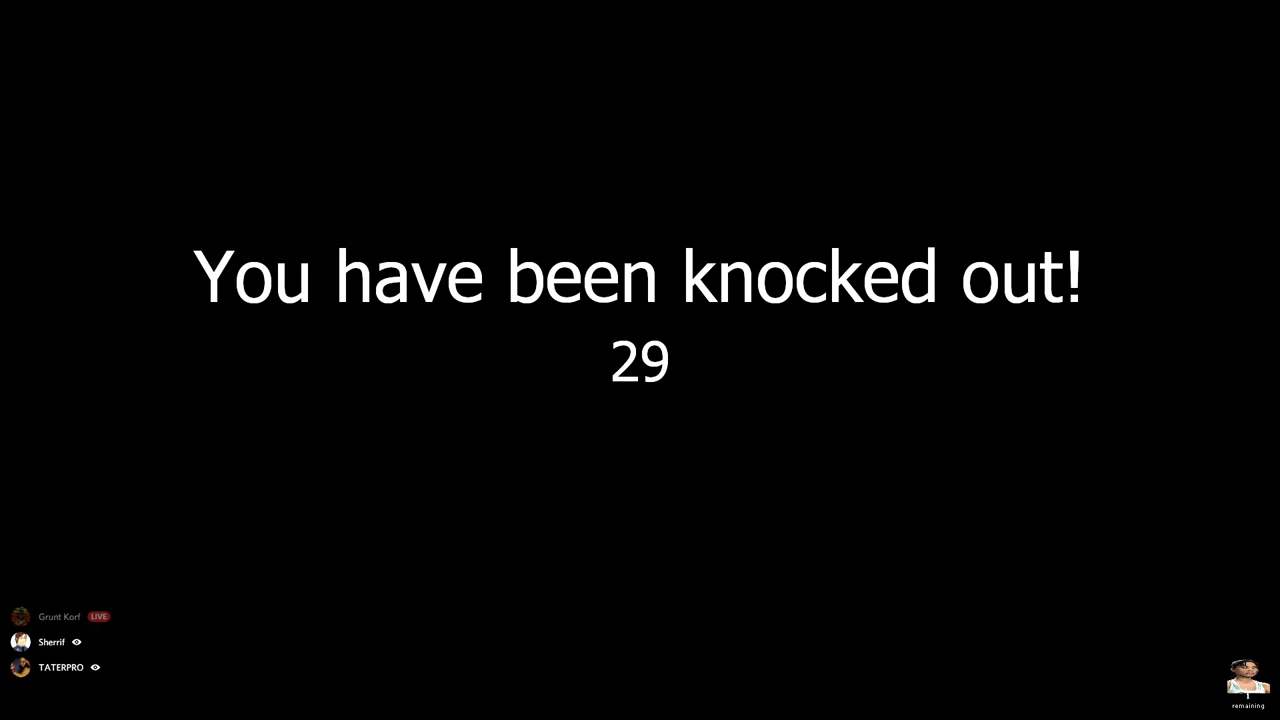 You have been knocked out!
29
Grunt Korf LIVE
Sherrif
TATERPRO
1
remaining